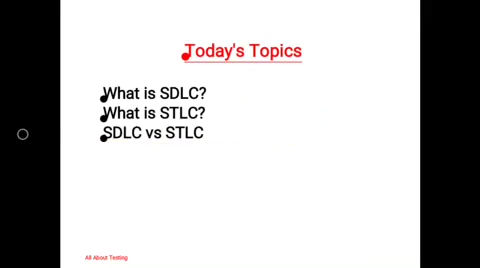 Today's Topics
What is SDLC?
What is STLC?
SDLC vs STLC
All About Testing